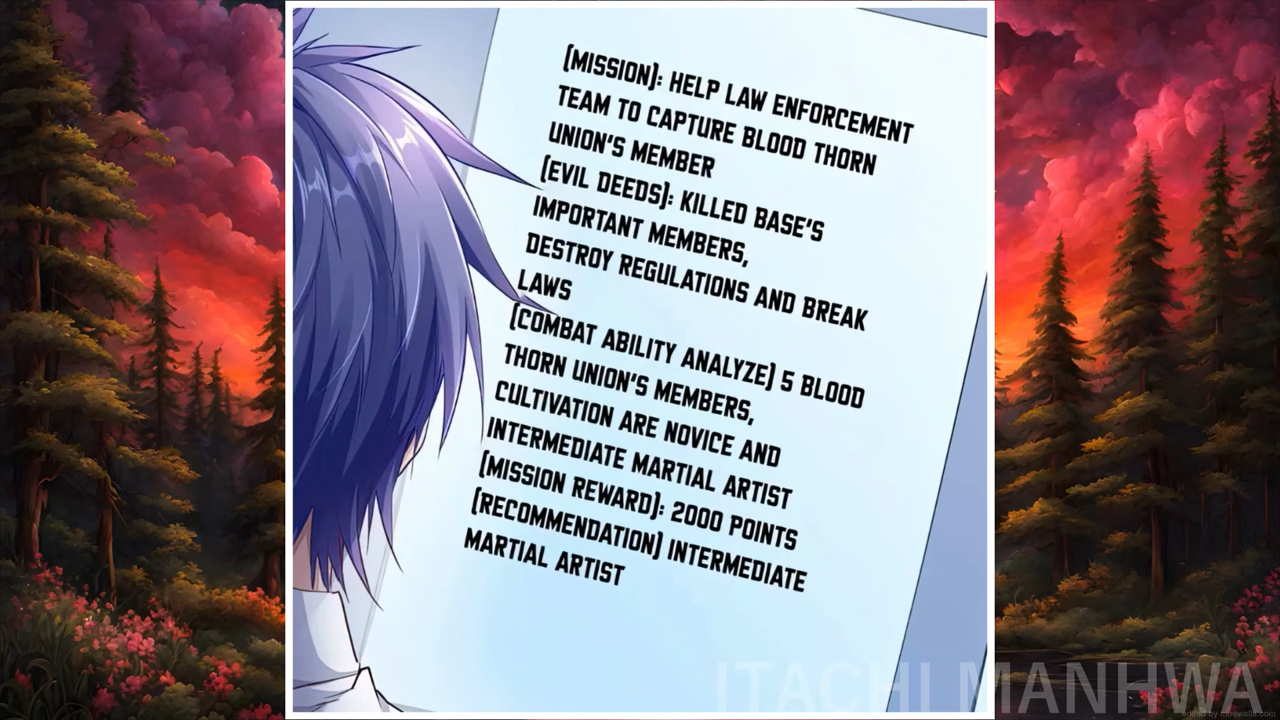 [MISSION]: HELP LAW ENFORCEMENT
TEAM TO CAPTURE BLOOD THORN
UNION'S MEMBER
[EVIL DEEDS]: KILLED BASE'S
IMPORTANT MEMBERS,
DESTROY REGULATIONS AND BREAK
LAWS
[COMBAT ABILITY ANALYZE] 5 BLOOD
THORN UNION'S MEMBERS,
CULTIVATION ARE NOVICE AND
INTERMEDIATE MARTIAL ARTIST
[MISSION REWARD]: 2000 POINTS
[RECOMMENDATION] INTERMEDIATE
MARTIAL ARTIST
ITACHI MANHWA